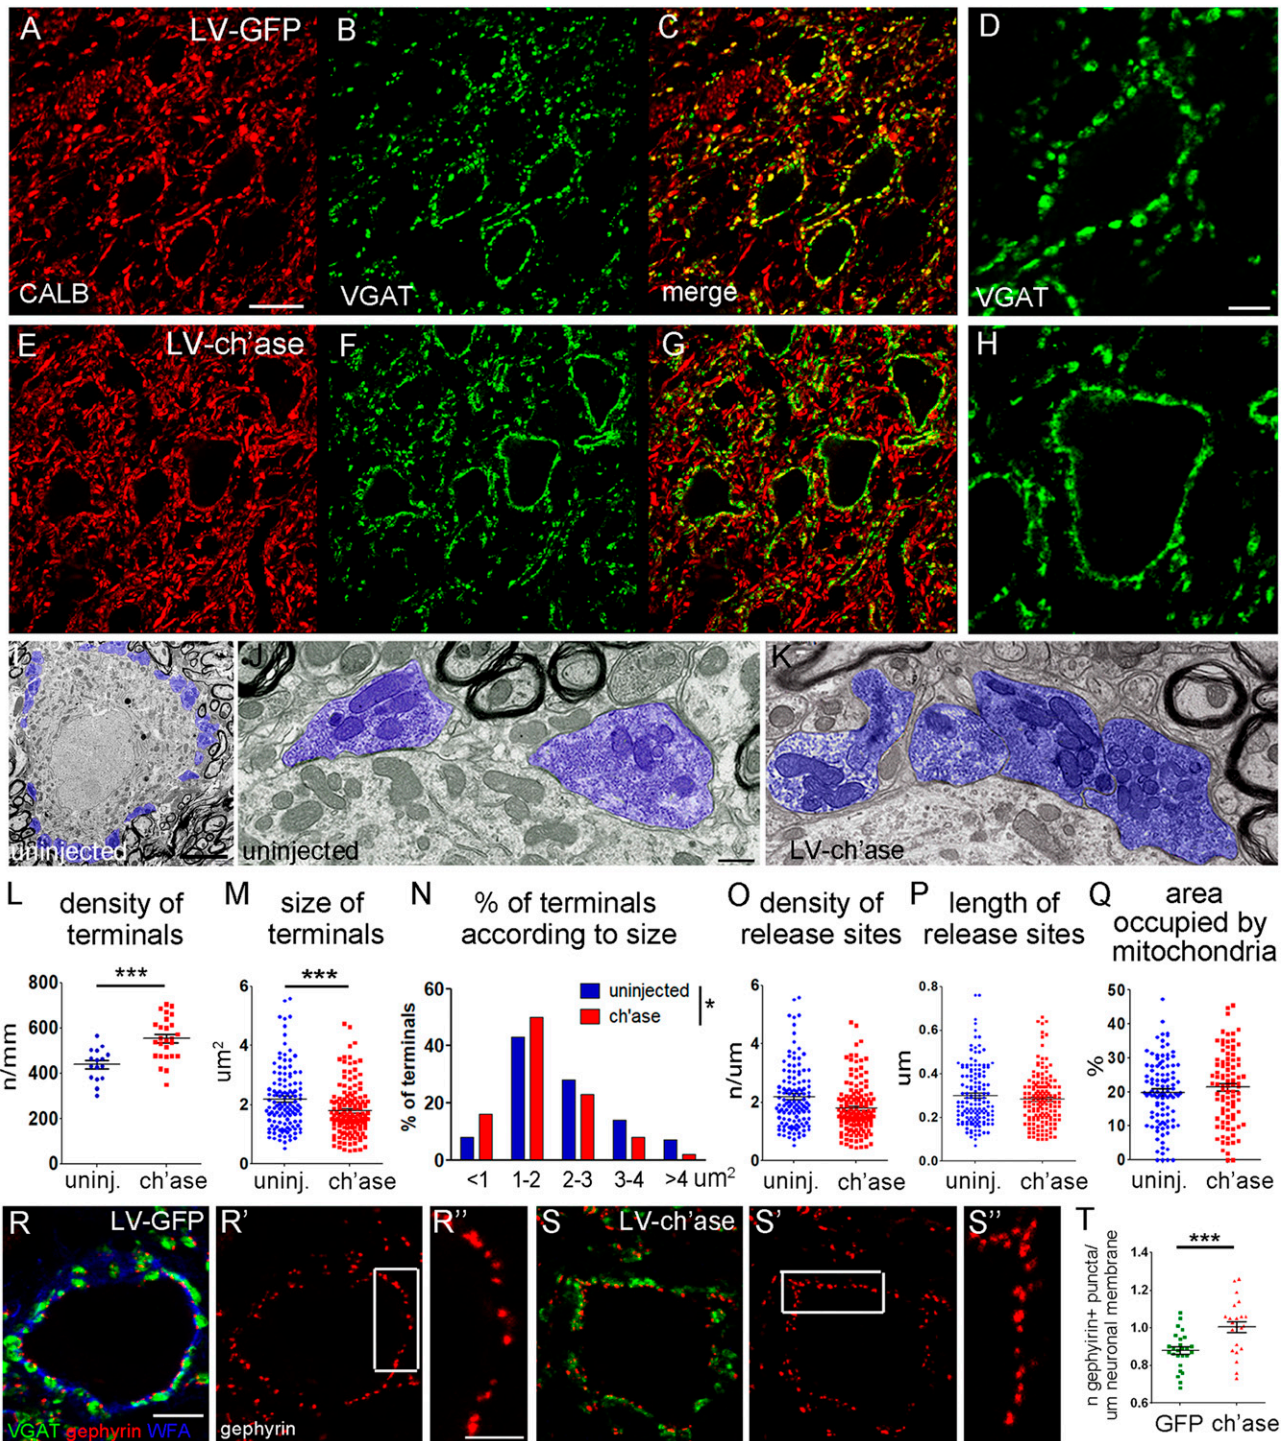 A LV-GFP B C D
CALB VGAT merge VGAT
E LV-ch'ase F G H
J K
uninjected uninjected LV-ch'ase
L density of terminals
M size of terminals
N % of terminals according to size
O density of release sites
P length of release sites
Q area occupied by mitochondria
***
800
600
400
200
0
n/mm
uninj. ch'ase
***
6
4
2
0
um²
uninj. ch'ase
60
40
20
0
% of terminals
uninjected
ch'ase
*
<1 1-2 2-3 3-4 >4 um²
6
4
2
0
n/um
uninj. ch'ase
0.8
0.6
0.4
0.2
0.0
um
uninj. ch'ase
50
40
30
20
10
0
%
uninj. ch'ase
R LV-GFP R' R'' S LV-ch'ase S' S'' T
VGAT gephyrin WFA gephyrin
***
1.4
1.2
1.0
0.8
0.6
n gephyirin+ puncta/
um neuronal membrane
GFP ch'ase